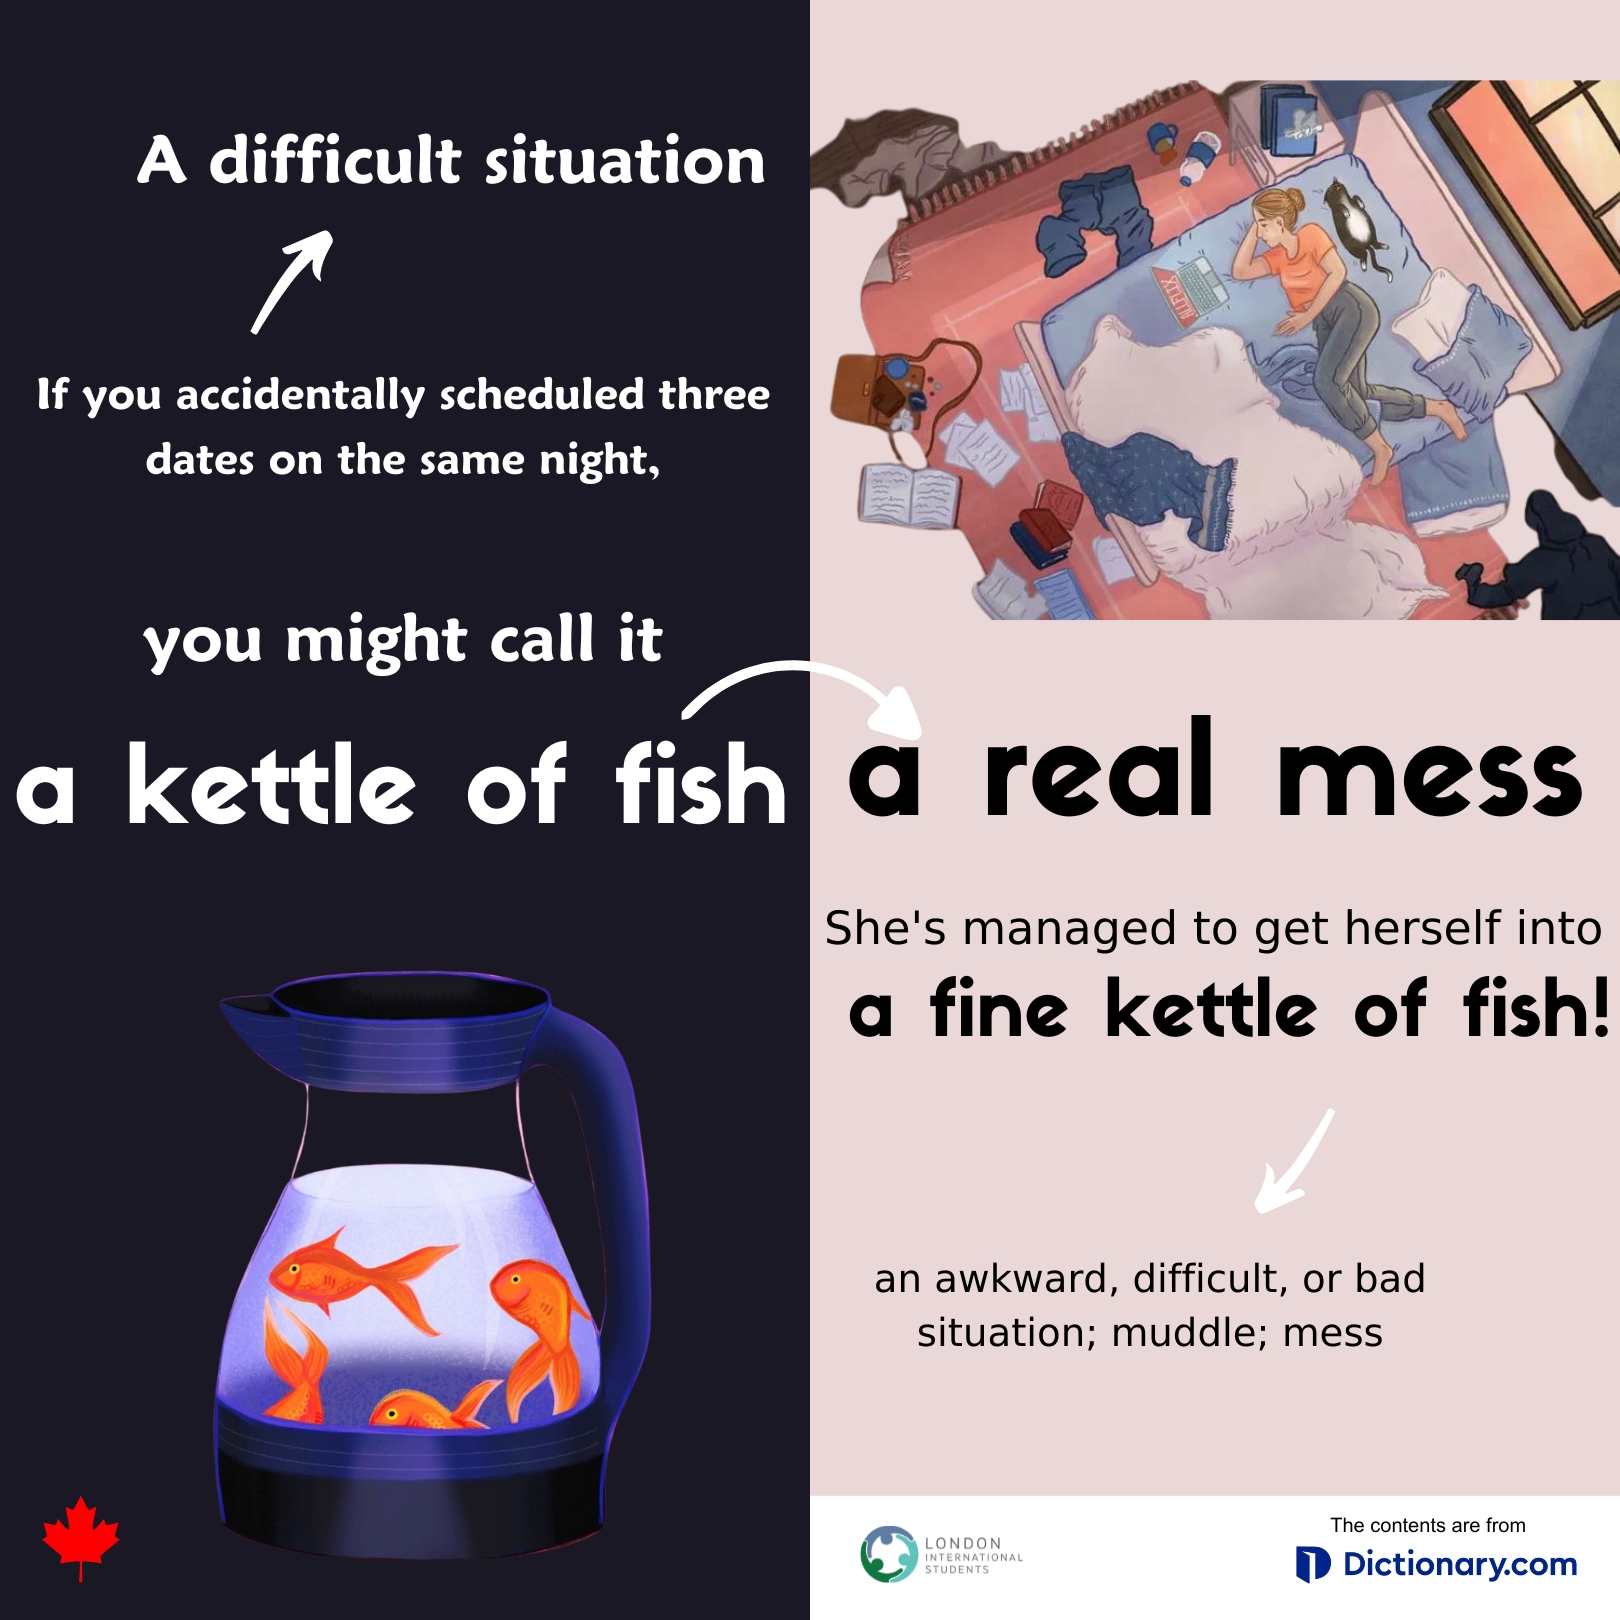 A difficult situation
If you accidentally scheduled three
dates on the same night,
you might call it
a kettle of fish
a real mess
She's managed to get herself into
a fine kettle of fish!
an awkward, difficult, or bad
situation; muddle; mess
LONDON
INTERNATIONAL
STUDENTS
The contents are from
Dictionary.com